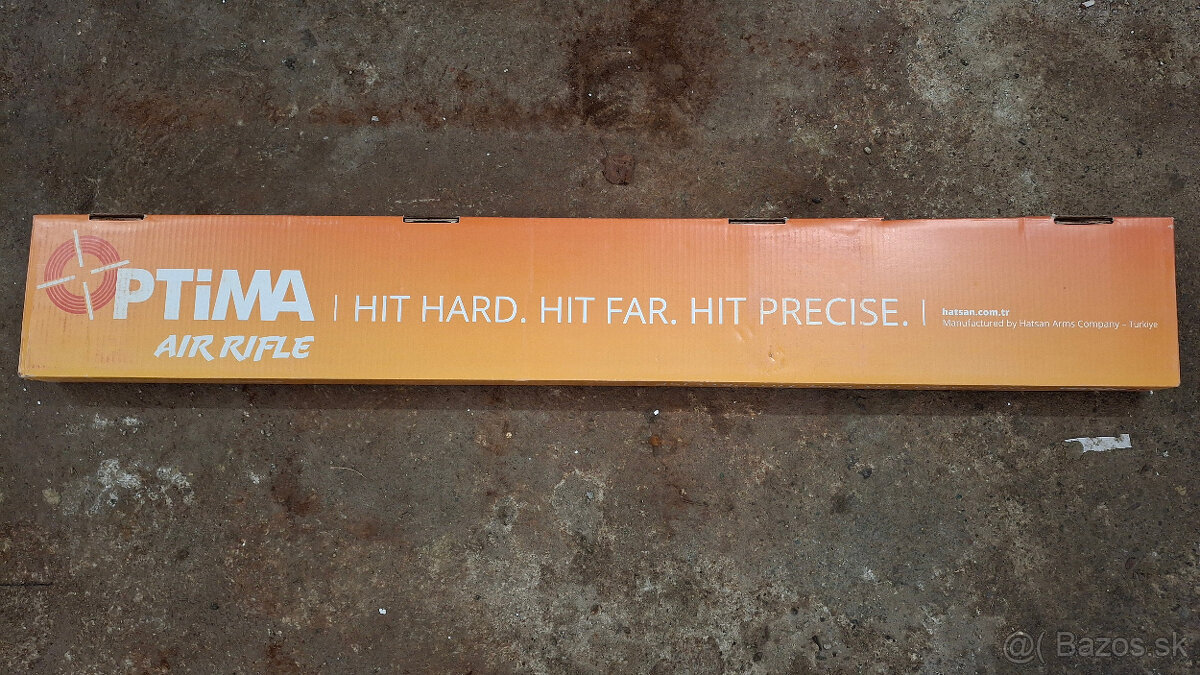 OPTiMA
AIR RIFLE
| HIT HARD. HIT FAR. HIT PRECISE. |
hatsan.com.tr
Manufactured by Hatsan Arms Company – Turkiye
@( Bazos.sk